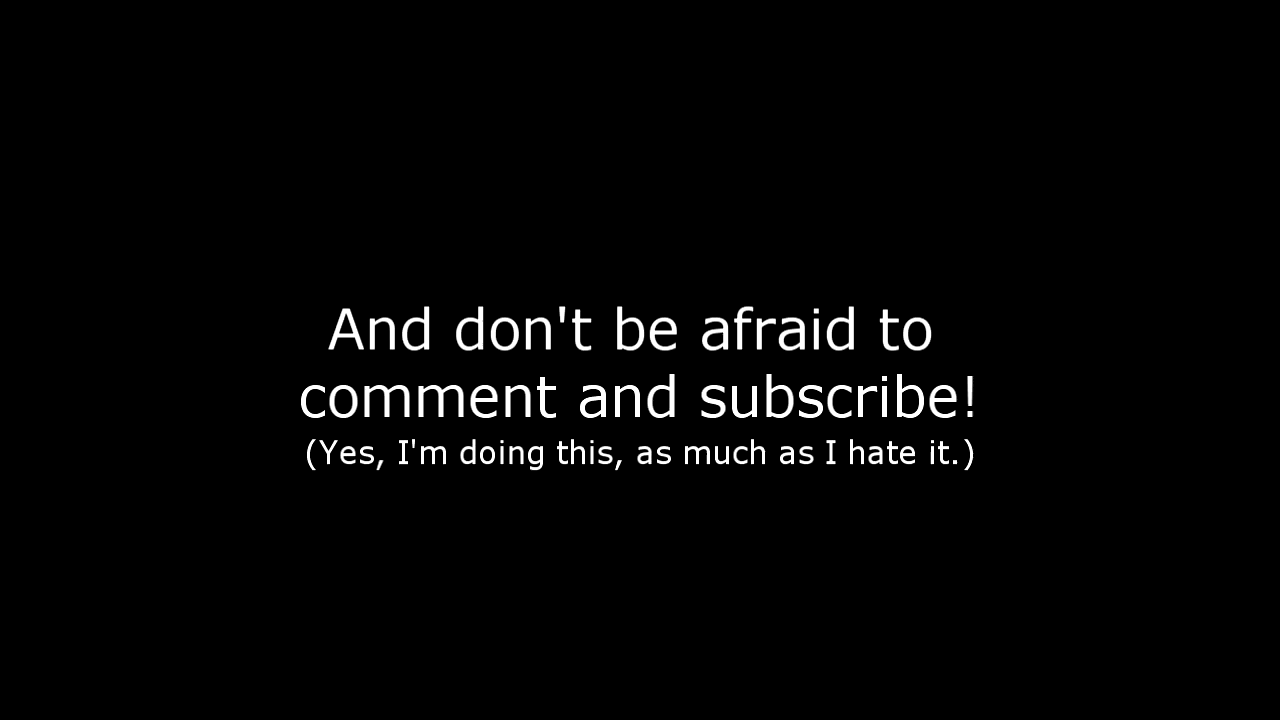 And don't be afraid to
comment and subscribe!
(Yes, I'm doing this, as much as I hate it.)